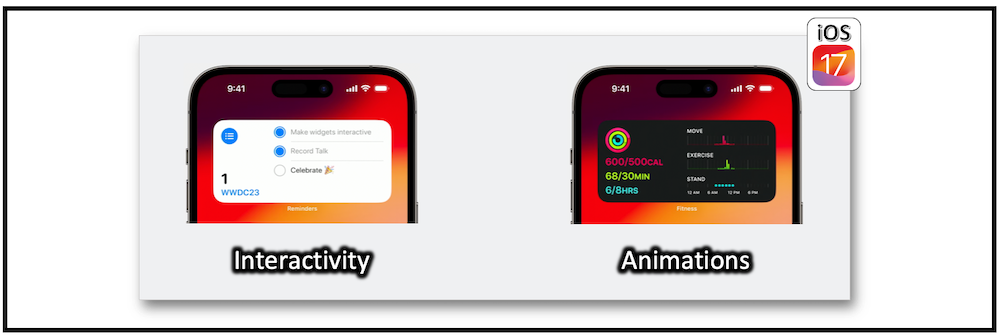 iOS
17
9:41
Make widgets interactive
Record Talk
Celebrate 🎉
1
WWDC23
Reminders
9:41
600/500CAL
68/30MIN
6/8HRS
MOVE
EXERCISE
STAND
12 AM 6 AM 12 PM 6 PM
Fitness
Interactivity
Animations